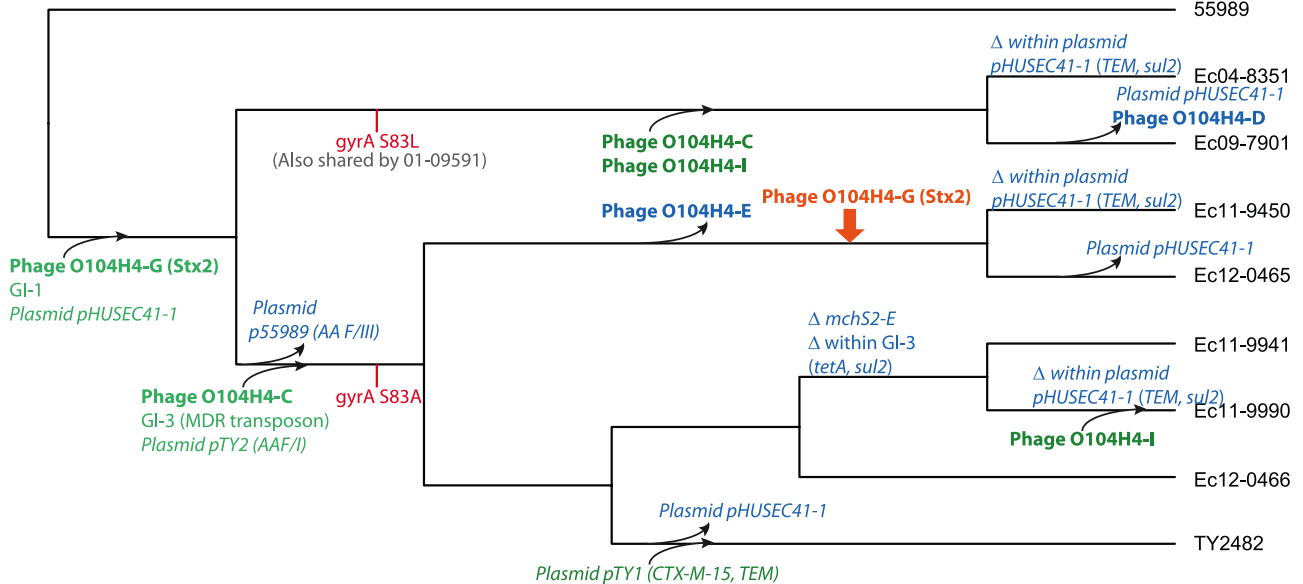 55989
Δ within plasmid
pHUSEC41-1 (TEM, sul2)
Ec04-8351
Plasmid pHUSEC41-1
Phage O104H4-D
Ec09-7901
gyrA S83L
(Also shared by 01-09591)
Phage O104H4-C
Phage O104H4-I
Δ within plasmid
pHUSEC41-1 (TEM, sul2)
Ec11-9450
Phage O104H4-E
Phage O104H4-G (Stx2)
Plasmid pHUSEC41-1
Ec12-0465
Phage O104H4-G (Stx2)
GI-1
Plasmid pHUSEC41-1
Plasmid
p55989 (AA F/III)
Phage O104H4-C
GI-3 (MDR transposon)
Plasmid pTY2 (AAF/I)
gyrA S83A
Δ mchS2-E
Δ within GI-3
(tetA, sul2)
Ec11-9941
Δ within plasmid
pHUSEC41-1 (TEM, sul2)
Ec11-9990
Phage O104H4-I
Ec12-0466
Plasmid pHUSEC41-1
TY2482
Plasmid pTY1 (CTX-M-15, TEM)